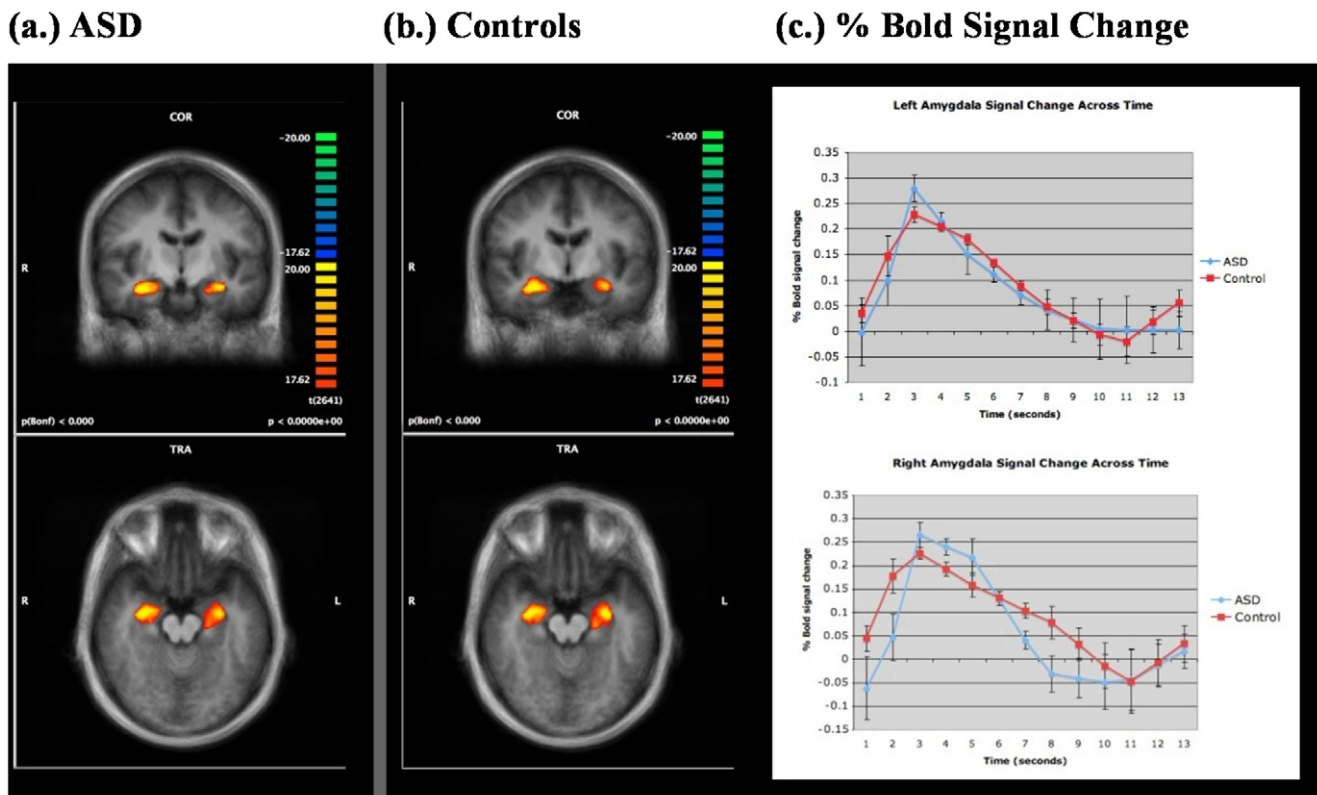 (a.) ASD
(b.) Controls
(c.) % Bold Signal Change
COR
-20.00
-17.62
20.00
17.62
t(2641)
R
p(Bonf) < 0.000
p < 0.0000e+00
TRA
R
L
COR
-20.00
-17.62
20.00
17.62
t(2641)
R
p(Bonf) < 0.000
p < 0.0000e+00
TRA
R
L
Left Amygdala Signal Change Across Time
% Bold signal change
0.35
0.3
0.25
0.2
0.15
0.1
0.05
0
-0.05
-0.1
1 2 3 4 5 6 7 8 9 10 11 12 13
Time (seconds)
ASD
Control
Right Amygdala Signal Change Across Time
% Bold signal change
0.35
0.3
0.25
0.2
0.15
0.1
0.05
0
-0.05
-0.1
-0.15
1 2 3 4 5 6 7 8 9 10 11 12 13
Time (seconds)
ASD
Control